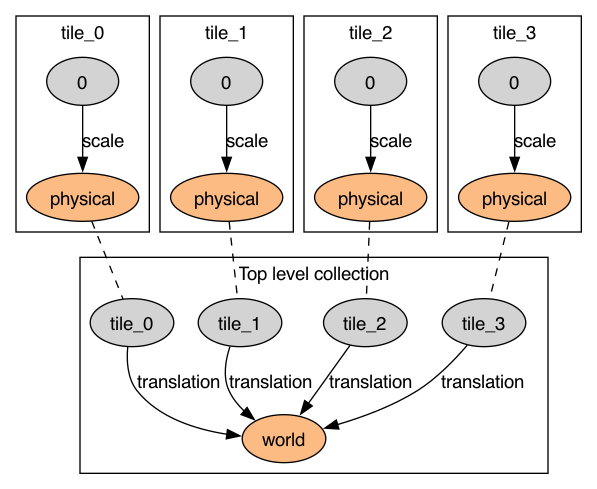 tile_0 tile_1 tile_2 tile_3
0 0 0 0
scale scale scale scale
physical physical physical physical
Top level collection
tile_0 tile_1 tile_2 tile_3
translation translation translation translation
world